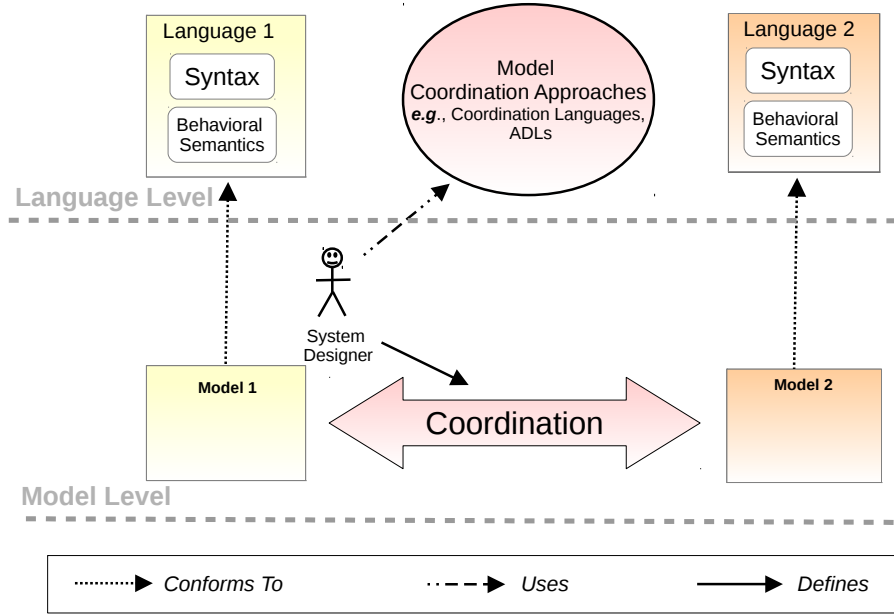 Language 1
Syntax
Behavioral
Semantics
Model
Coordination Approaches
e.g., Coordination Languages,
ADLs
Language 2
Syntax
Behavioral
Semantics
Language Level
System
Designer
Model 1
Coordination
Model 2
Model Level
Conforms To
Uses
Defines